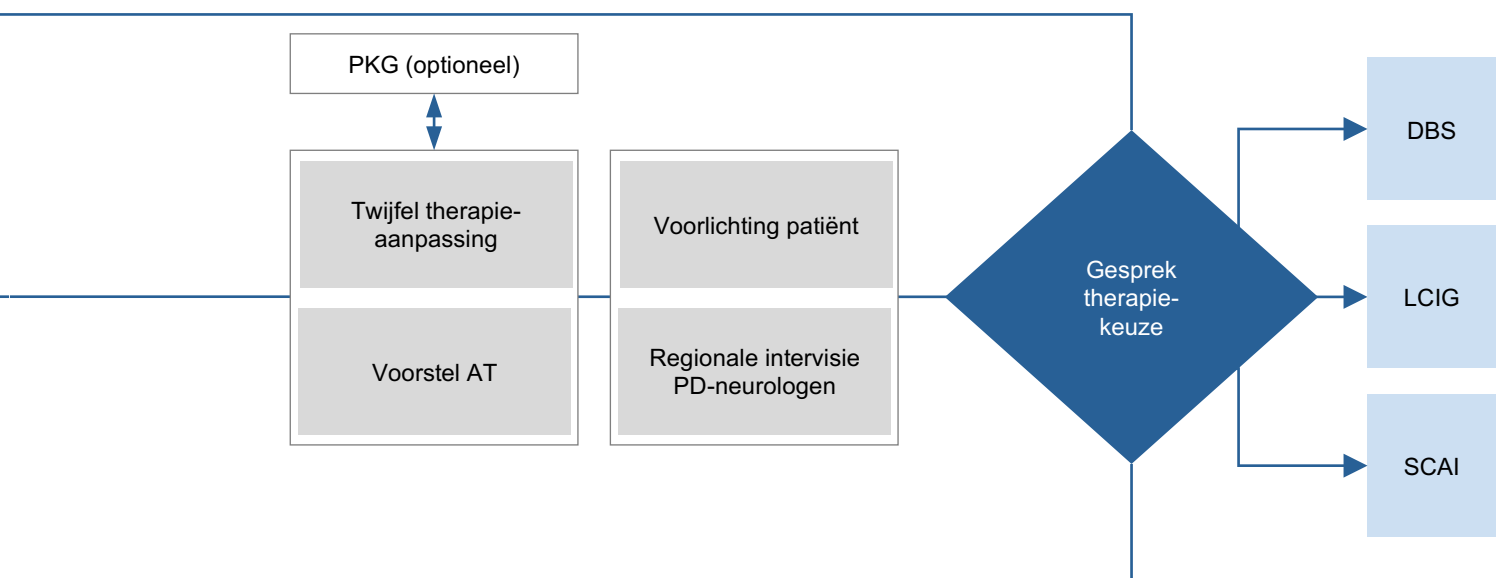 PKG (optioneel)
Twijfel therapie-
aanpassing
Voorstel AT
Voorlichting patiënt
Regionale intervisie
PD-neurologen
Gesprek
therapie-
keuze
DBS
LCIG
SCAI